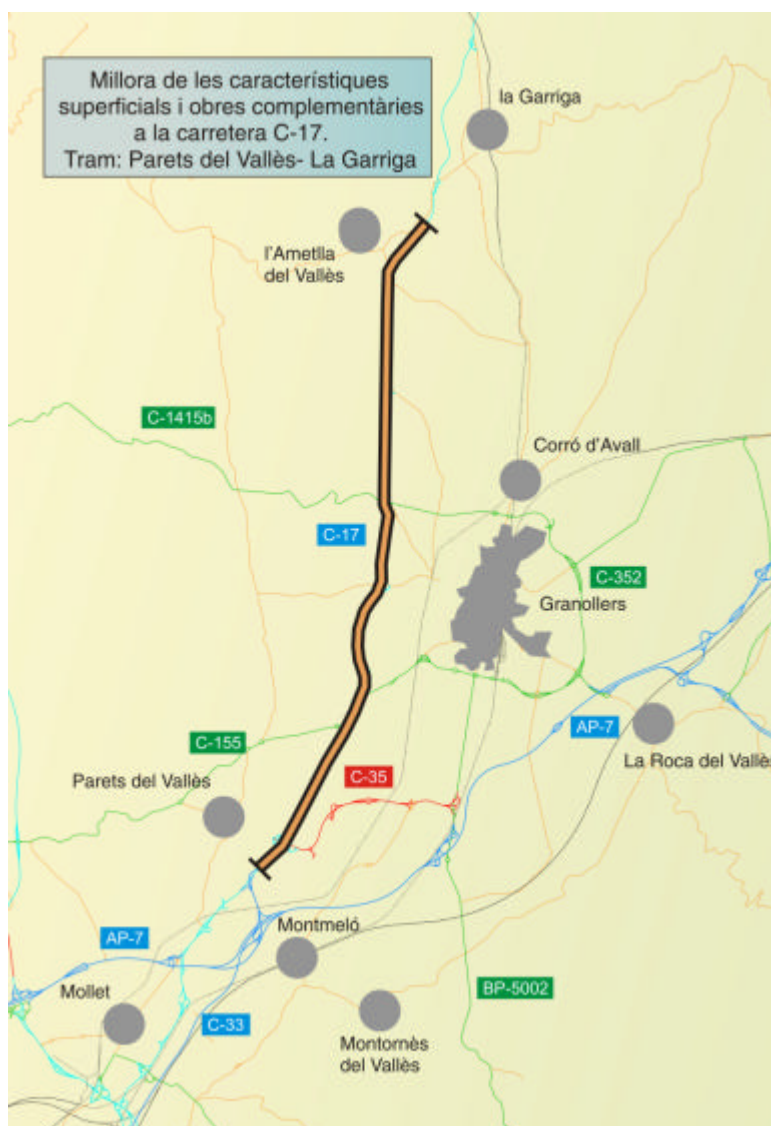 Millora de les característiques
superficials i obres complementàries
a la carretera C-17.
Tram: Parets del Vallès- La Garriga
la Garriga
l'Ametlla
del Vallès
C-1415b
Corró d'Avall
C-17
C-352
Granollers
C-155
AP-7
C-35
La Roca del Vallès
Parets del Vallès
Montmeló
AP-7
Mollet
BP-5002
C-33
Montornès
del Vallès